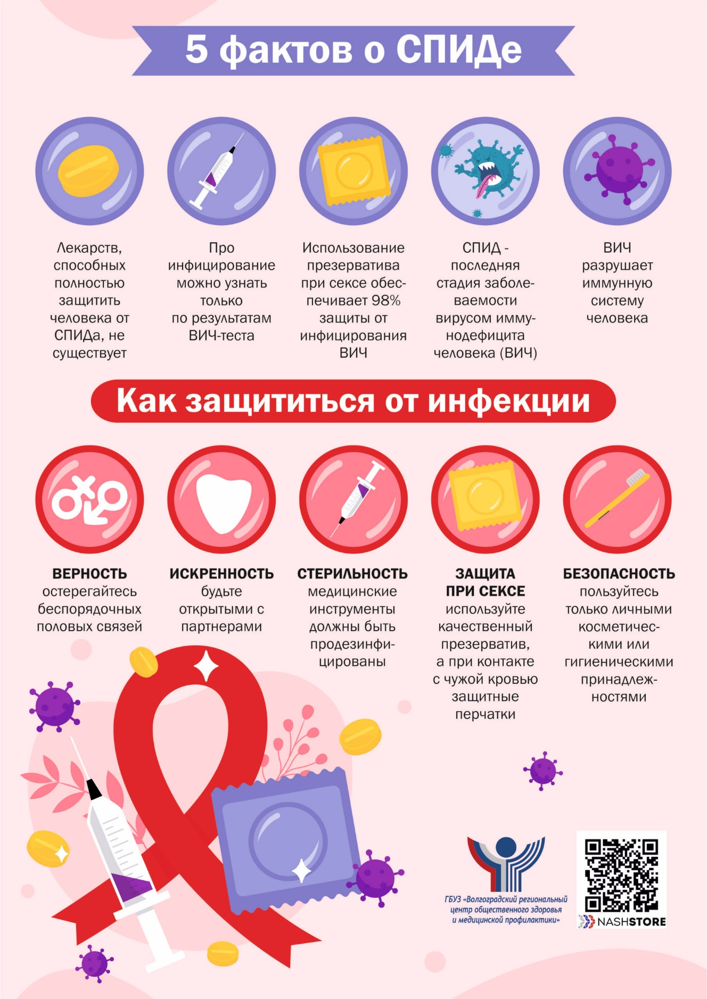 5 фактов о СПИДе
Лекарств,
способных
полностью
защитить
человека от
СПИДа, не
существует
Про
инфицирование
можно узнать
только
по результатам
ВИЧ-теста
Использование
презерватива
при сексе обес-
печивает 98%
защиты от
инфицирования
ВИЧ
СПИД -
последняя
стадия заболе-
ваемости
вирусом имму-
нодефицита
человека (ВИЧ)
ВИЧ
разрушает
иммунную
систему
человека
Как защититься от инфекции
ВЕРНОСТЬ
остерегайтесь
беспорядочных
половых связей
ИСКРЕННОСТЬ
будьте
открытыми с
партнерами
СТЕРИЛЬНОСТЬ
медицинские
инструменты
должны быть
продезинфи-
цированы
ЗАЩИТА
ПРИ СЕКСЕ
используйте
качественный
презерватив,
а при контакте
с чужой кровью
защитные
перчатки
БЕЗОПАСНОСТЬ
пользуйтесь
только личными
косметичес-
кими или
гигиеническими
принадлеж-
ностями
ГБУЗ «Волгоградский региональный
центр общественного здоровья
и медицинской профилактики»
NASHSTORE